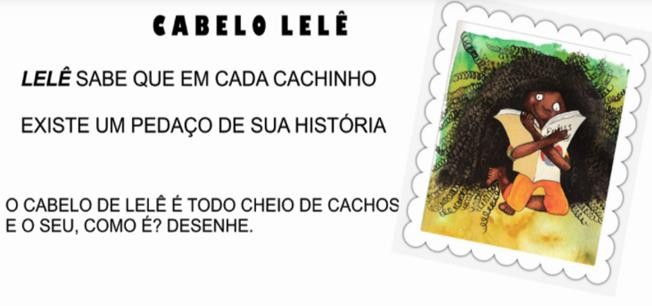 CABELO LELÊ
LELÊ SABE QUE EM CADA CACHINHO
EXISTE UM PEDAÇO DE SUA HISTÓRIA
O CABELO DE LELÊ É TODO CHEIO DE CACHOS
E O SEU, COMO É? DESENHE.